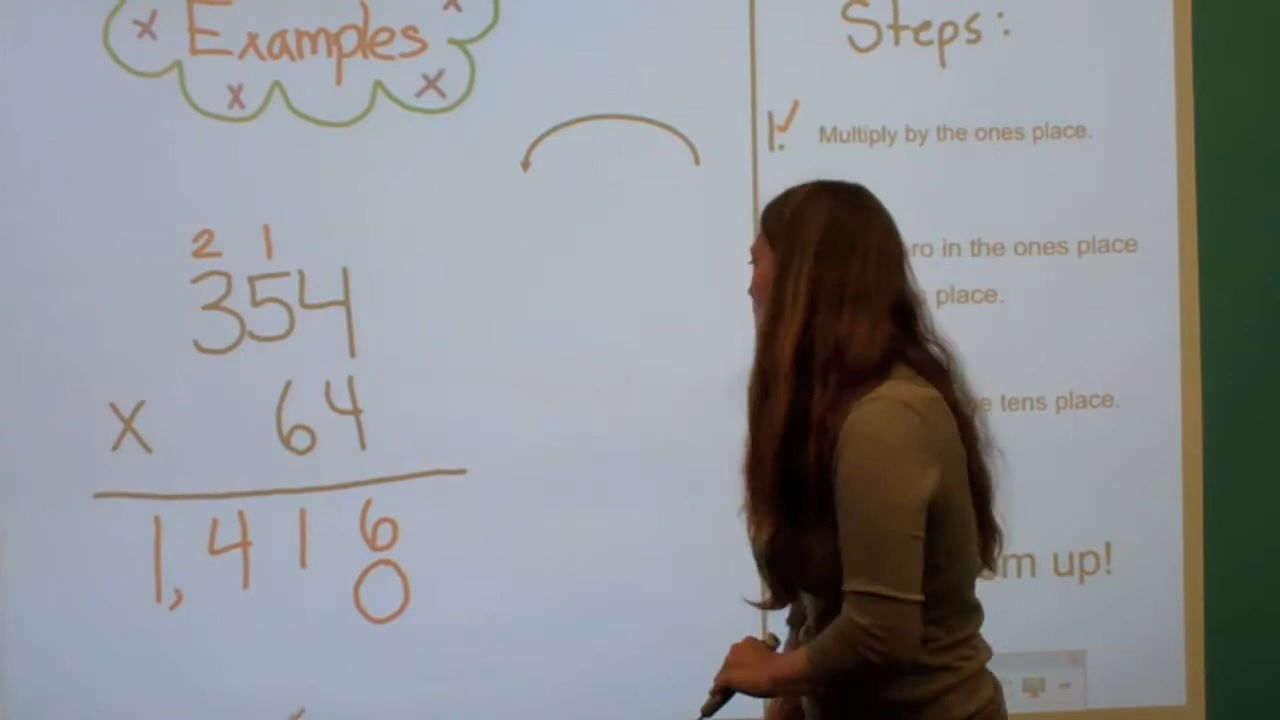 x Examples x
x x
2 1
354
x 64
1,416
0
Steps:
1. ✓ Multiply by the ones place.
in the ones place
place.
tens place.
up!